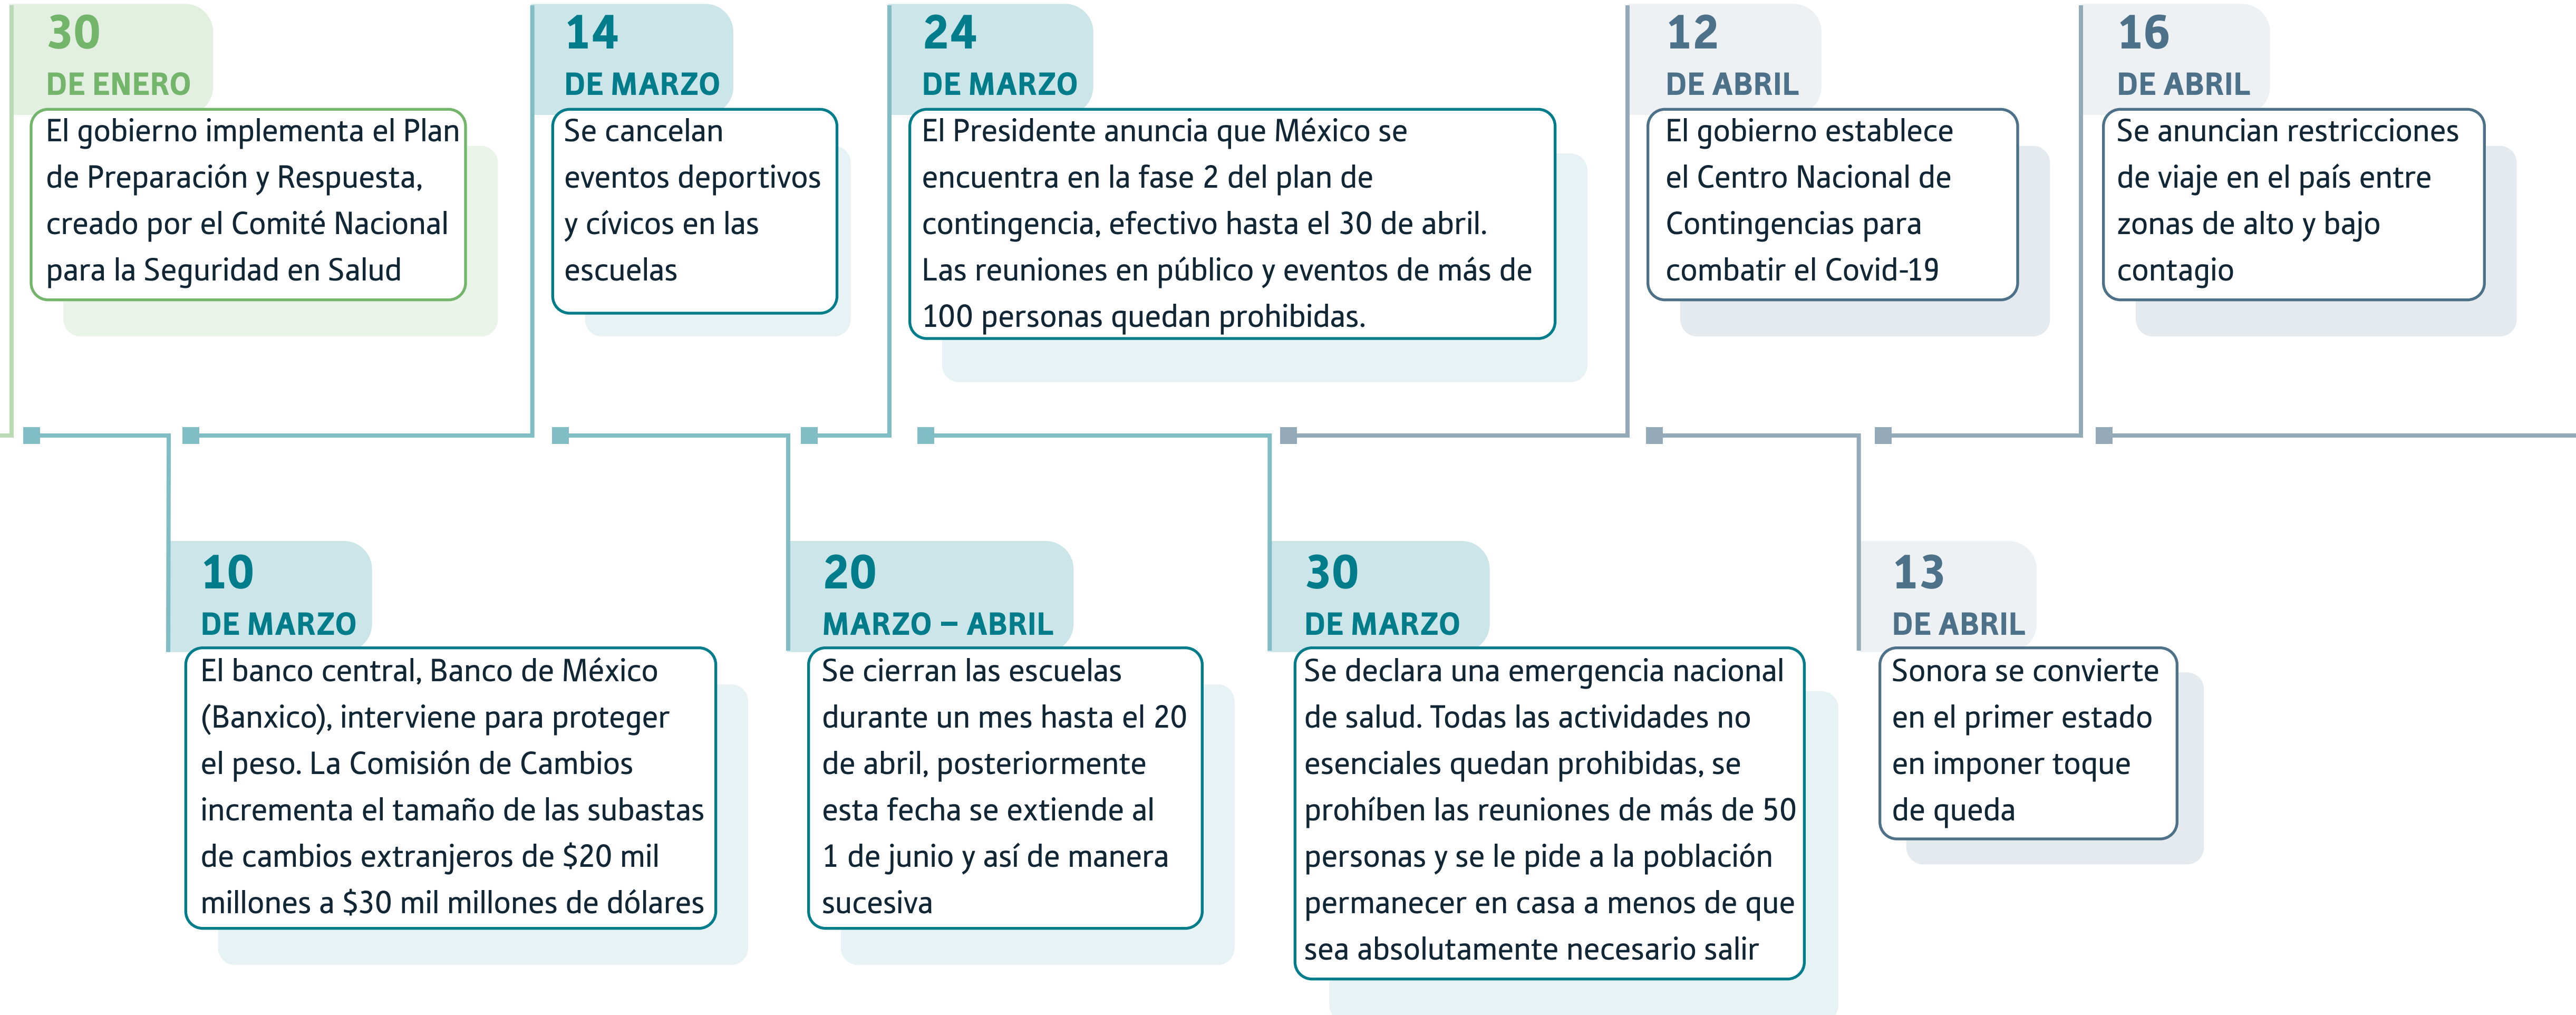 30
DE ENERO
El gobierno implementa el Plan
de Preparación y Respuesta,
creado por el Comité Nacional
para la Seguridad en Salud
14
DE MARZO
Se cancelan
eventos deportivos
y cívicos en las
escuelas
24
DE MARZO
El Presidente anuncia que México se
encuentra en la fase 2 del plan de
contingencia, efectivo hasta el 30 de abril.
Las reuniones en público y eventos de más de
100 personas quedan prohibidas.
12
DE ABRIL
El gobierno establece
el Centro Nacional de
Contingencias para
combatir el Covid-19
16
DE ABRIL
Se anuncian restricciones
de viaje en el país entre
zonas de alto y bajo
contagio
10
DE MARZO
El banco central, Banco de México
(Banxico), interviene para proteger
el peso. La Comisión de Cambios
incrementa el tamaño de las subastas
de cambios extranjeros de $20 mil
millones a $30 mil millones de dólares
20
MARZO – ABRIL
Se cierran las escuelas
durante un mes hasta el 20
de abril, posteriormente
esta fecha se extiende al
1 de junio y así de manera
sucesiva
30
DE MARZO
Se declara una emergencia nacional
de salud. Todas las actividades no
esenciales quedan prohibidas, se
prohíben las reuniones de más de 50
personas y se le pide a la población
permanecer en casa a menos de que
sea absolutamente necesario salir
13
DE ABRIL
Sonora se convierte
en el primer estado
en imponer toque
de queda